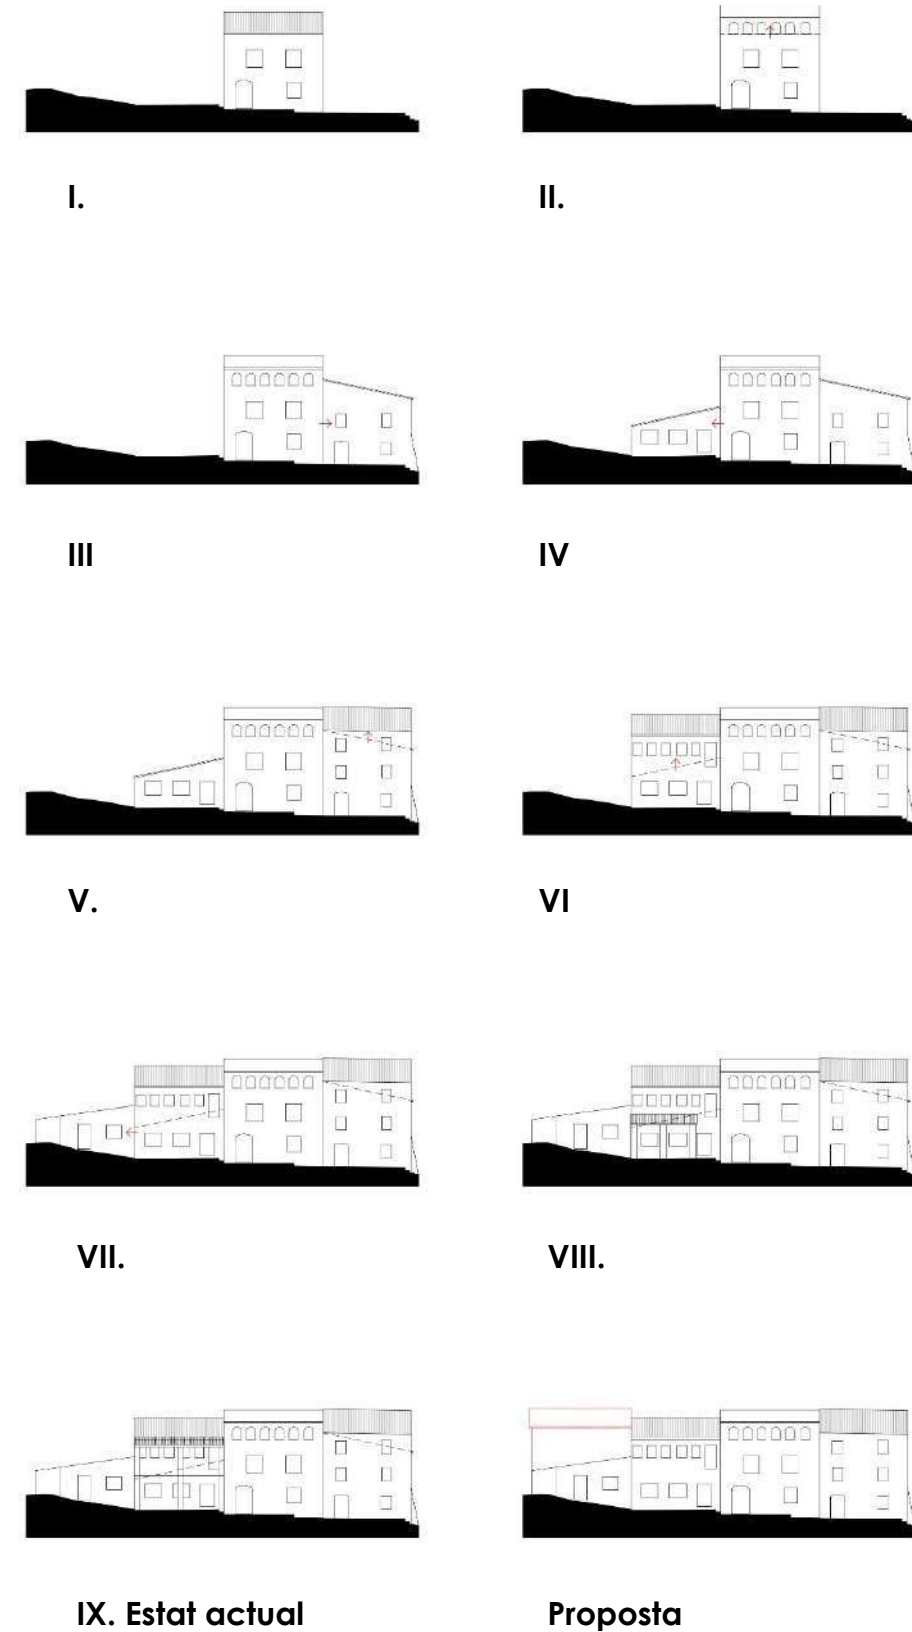 I.
II.
III
IV
V.
VI
VII.
VIII.
IX. Estat actual
Proposta